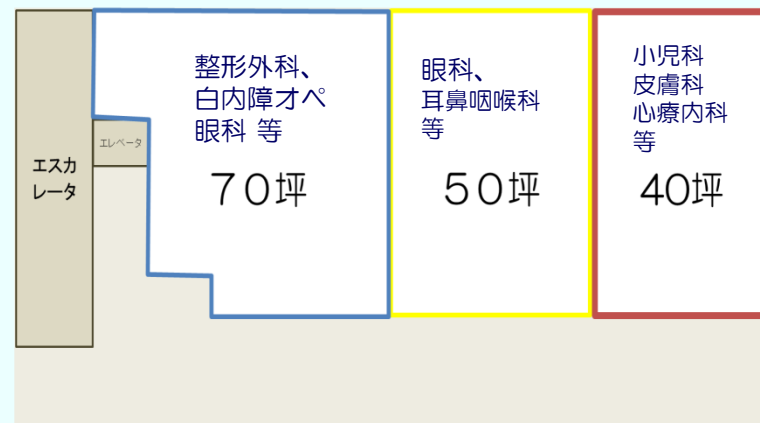 整形外科、
白内障オペ
眼科 等
70坪
眼科、
耳鼻咽喉科
等
50坪
小児科
皮膚科
心療内科
等
40坪
エレベータ
エスカ
レータ